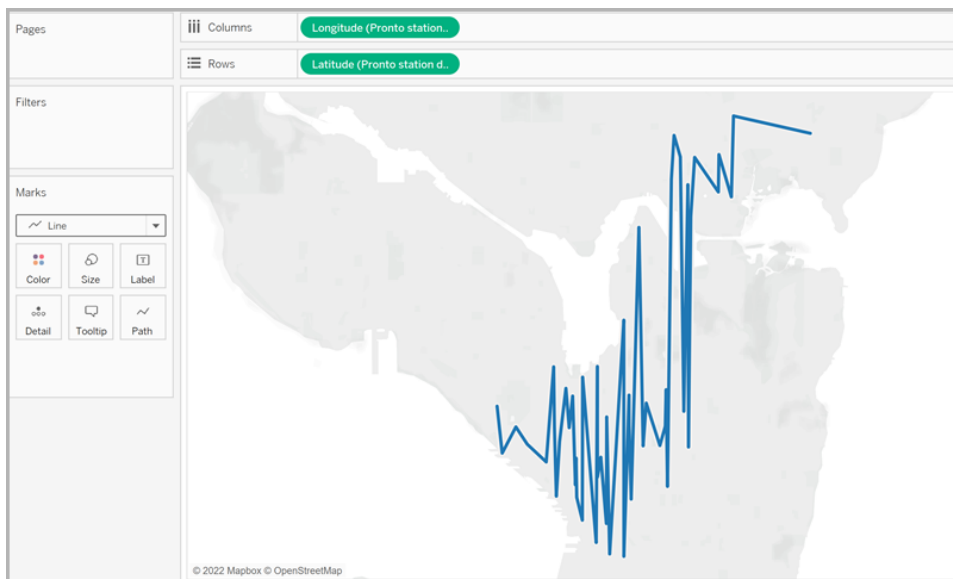 Pages
Columns
Longitude (Pronto station..
Rows
Latitude (Pronto station d..
Filters
Marks
Line
Color
Size
Label
Detail
Tooltip
Path
© 2022 Mapbox © OpenStreetMap